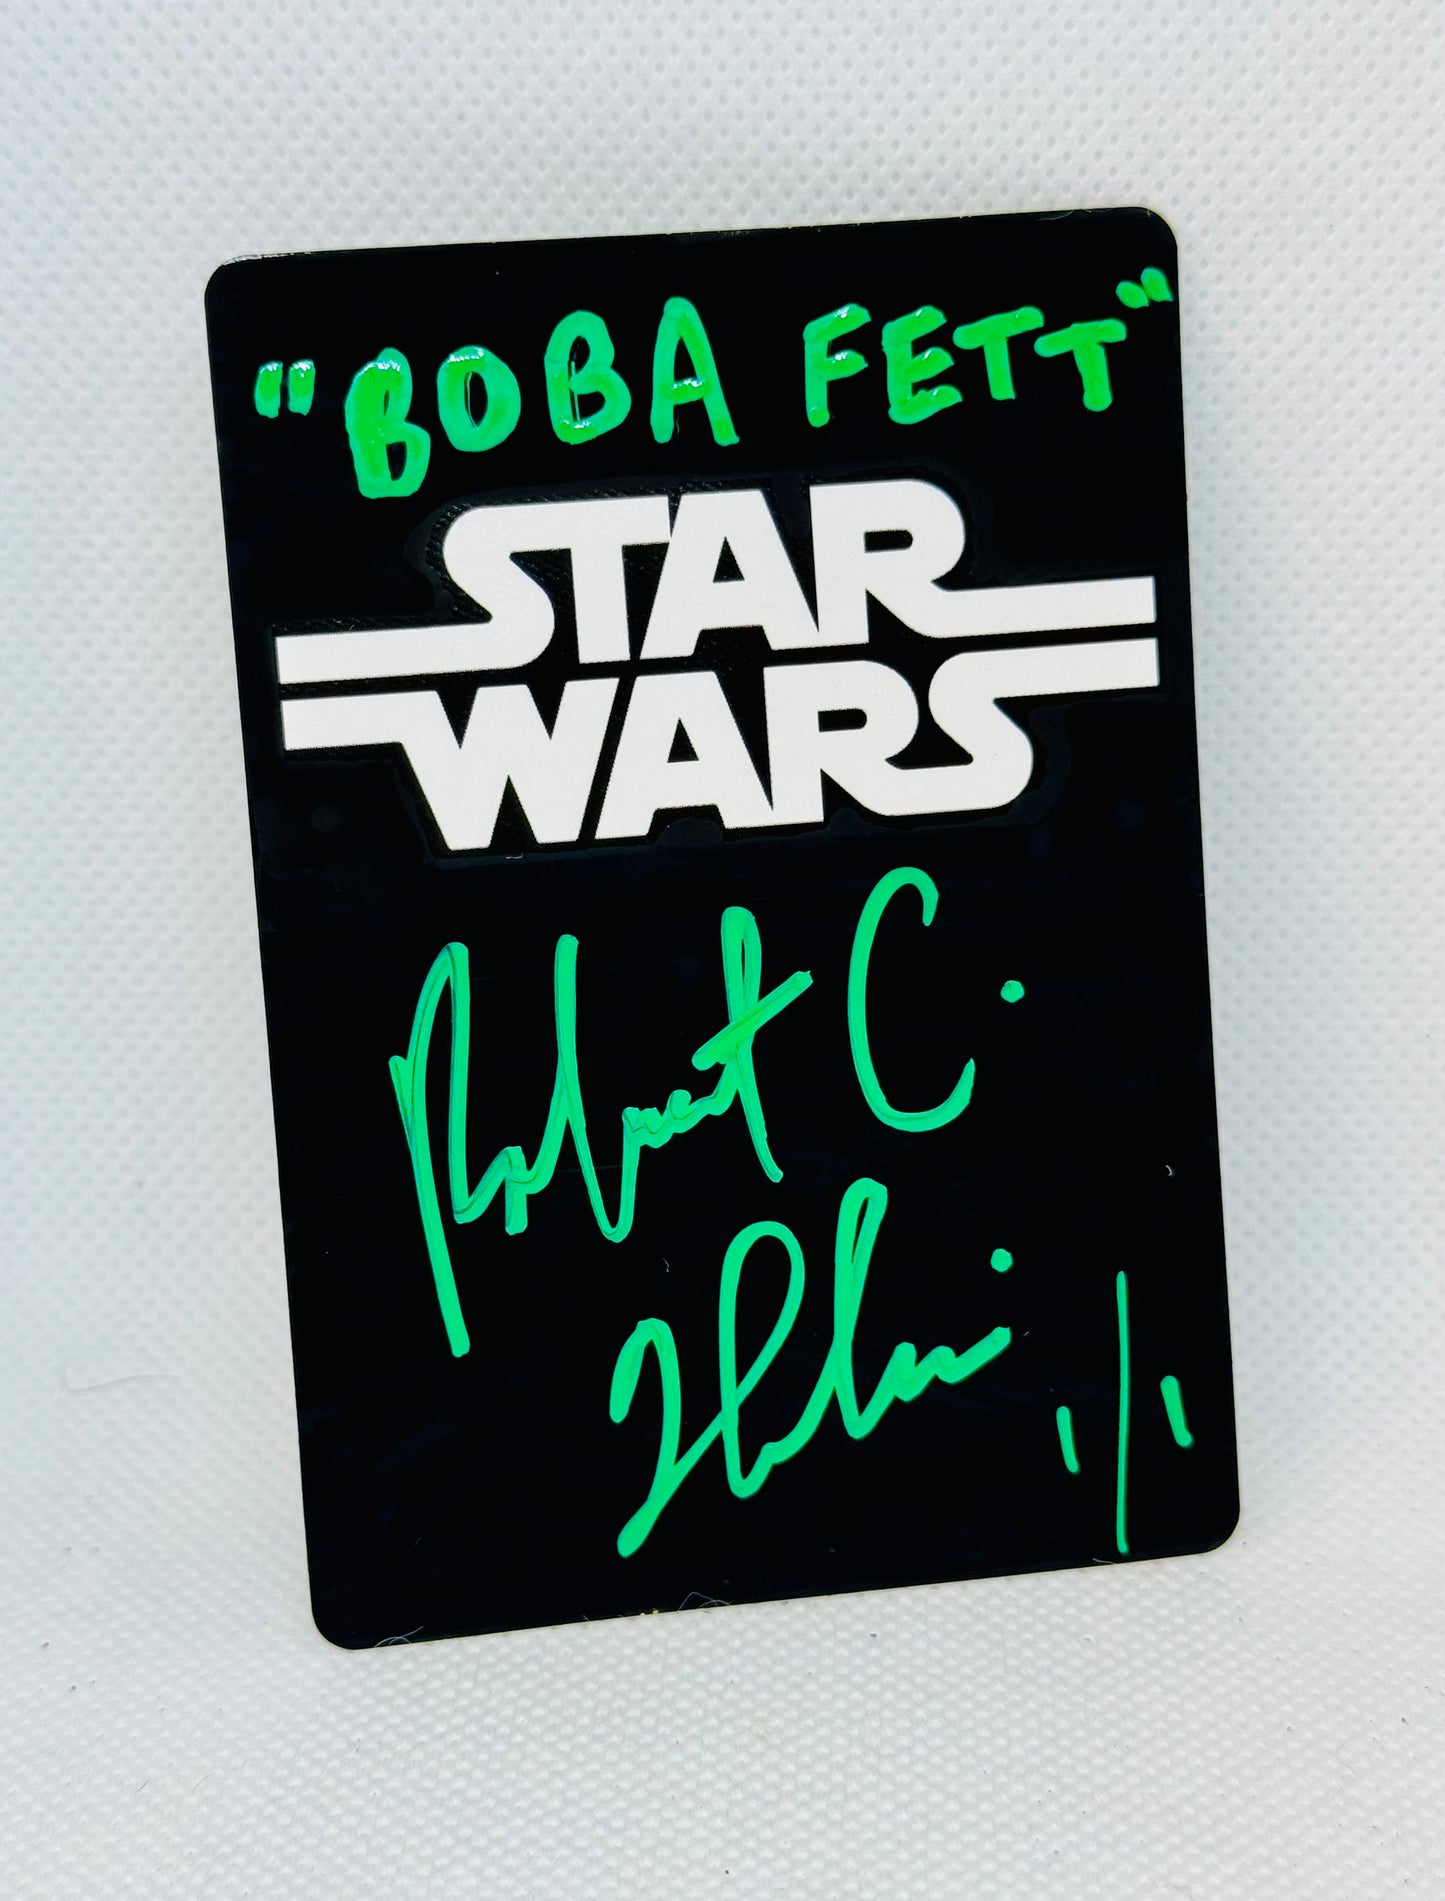 "BOBA FETT"
STAR
WARS
Robert C.
1/1